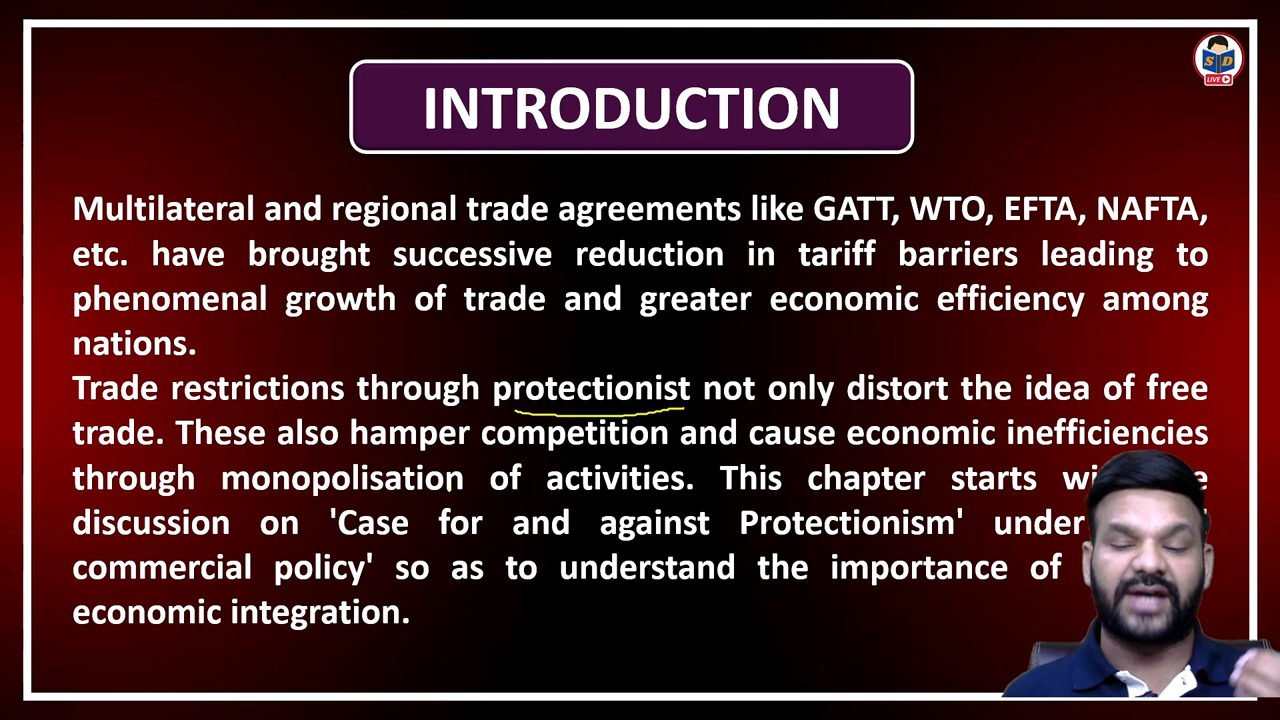 INTRODUCTION
S D
LIVE
Multilateral and regional trade agreements like GATT, WTO, EFTA, NAFTA,
etc. have brought successive reduction in tariff barriers leading to
phenomenal growth of trade and greater economic efficiency among
nations.
Trade restrictions through protectionist not only distort the idea of free
trade. These also hamper competition and cause economic inefficiencies
through monopolisation of activities. This chapter starts
discussion on 'Case for and against Protectionism' under
commercial policy' so as to understand the importance of
economic integration.